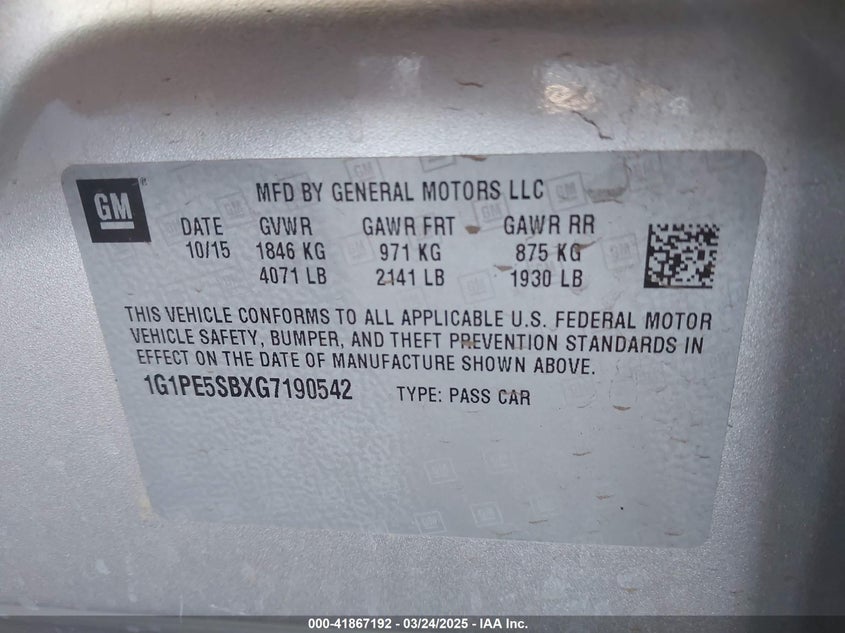 GM®
MFD BY GENERAL MOTORS LLC
DATE GVWR GAWR FRT GAWR RR
10/15 1846 KG 971 KG 875 KG
4071 LB 2141 LB 1930 LB
THIS VEHICLE CONFORMS TO ALL APPLICABLE U.S. FEDERAL MOTOR
VEHICLE SAFETY, BUMPER, AND THEFT PREVENTION STANDARDS IN
EFFECT ON THE DATE OF MANUFACTURE SHOWN ABOVE.
1G1PE5SBXG7190542 TYPE: PASS CAR
000-41867192 - 03/24/2025 - IAA Inc.